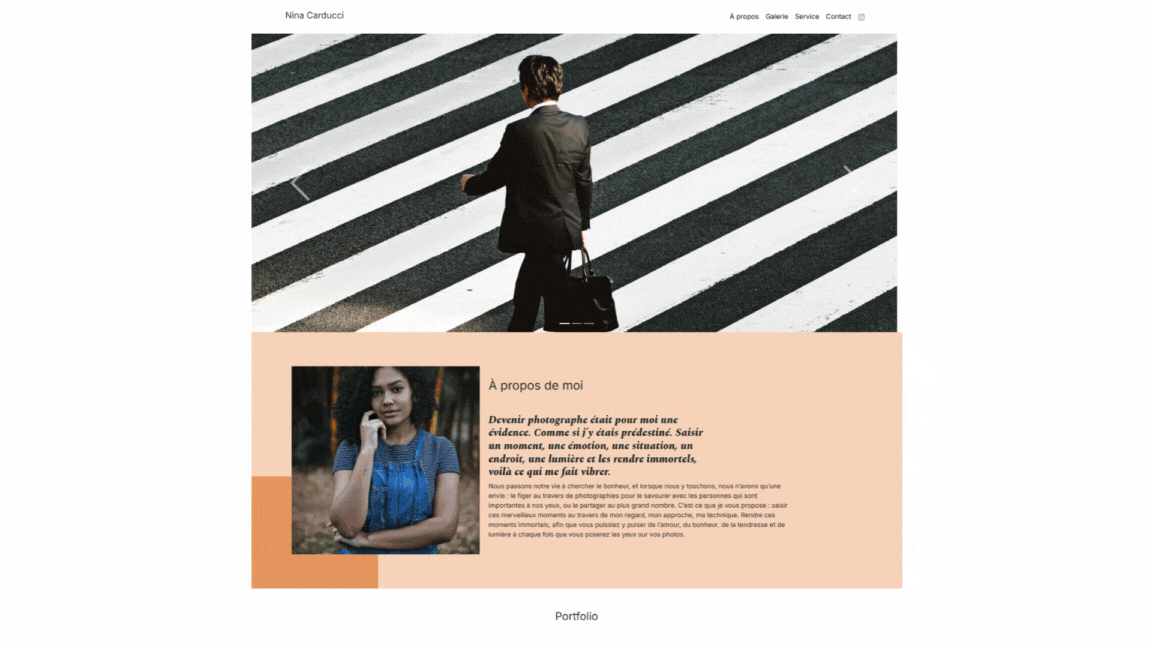 Nina Carducci
À propos Galerie Service Contact
À propos de moi
Devenir photographe était pour moi une
évidence. Comme si j'y étais prédestiné. Saisir
un moment, une émotion, une situation, un
endroit, une lumière et les rendre immortels,
voilà ce qui me fait vibrer.
Nous passons notre vie à chercher le bonheur, et lorsque nous y touchons, nous n'avons qu'une
envie : le figer au travers de photographies pour le savourer avec les personnes qui sont
importantes à nos yeux, ou le partager au plus grand nombre. C'est ce que je vous propose : saisir
ces merveilleux moments au travers de mon regard, mon approche, ma technique. Rendre ces
moments immortels, afin que vous puissiez y puiser de l'amour, du bonheur, de la tendresse et de
lumière à chaque fois que vous poserez les yeux sur vos photos.
Portfolio